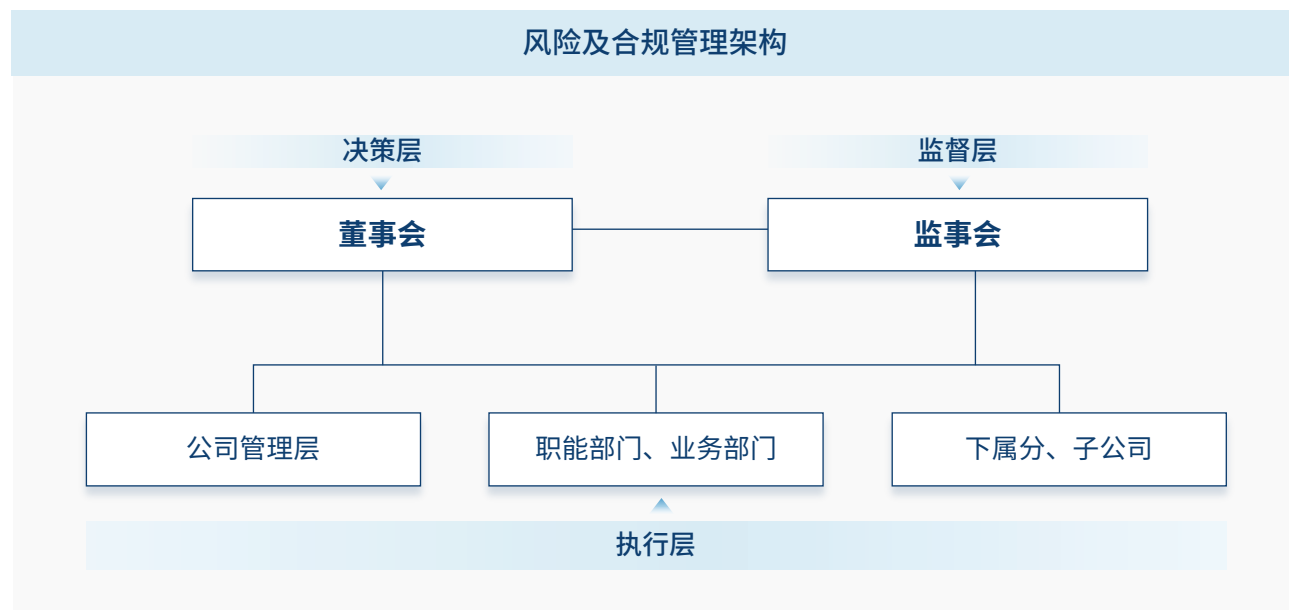 风险及合规管理架构
决策层
监督层
董事会
监事会
公司管理层
职能部门、业务部门
下属分、子公司
执行层